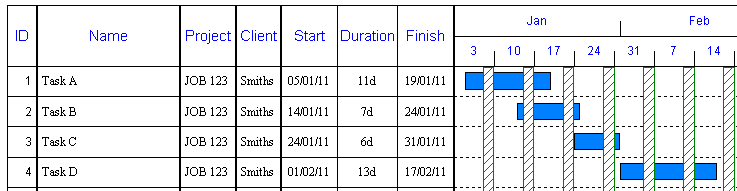 Jan Feb
ID Name Project Client Start Duration Finish
3 10 17 24 31 7 14
1 Task A JOB 123 Smiths 05/01/11 11d 19/01/11
2 Task B JOB 123 Smiths 14/01/11 7d 24/01/11
3 Task C JOB 123 Smiths 24/01/11 6d 31/01/11
4 Task D JOB 123 Smiths 01/02/11 13d 17/02/11